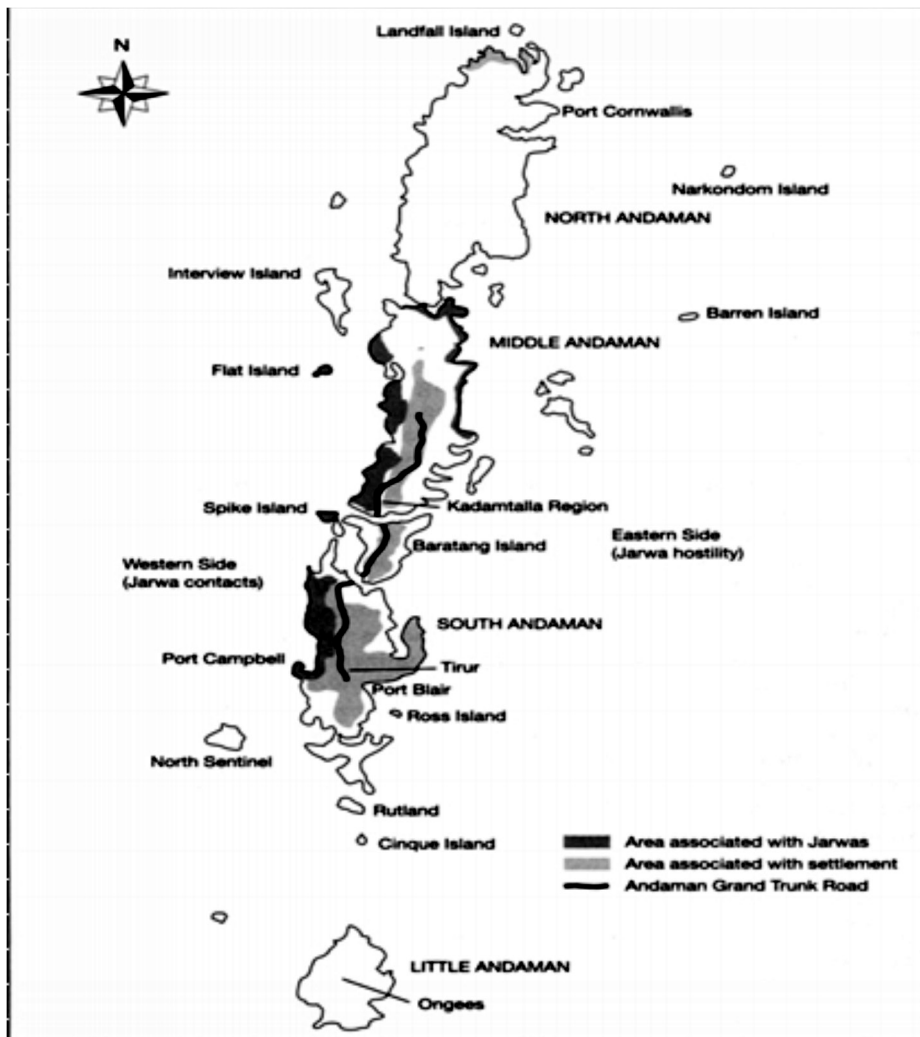 Landfall Island
N
Port Cornwallis
Narkondom Island
NORTH ANDAMAN
Interview Island
Barren Island
MIDDLE ANDAMAN
Flat Island
Kadamtalla Region
Spike Island
Eastern Side
(Jarwa hostility)
Baratang Island
Western Side
(Jarwa contacts)
SOUTH ANDAMAN
Port Campbell
Tirur
Port Blair
Ross Island
North Sentinel
Rutland
Cinque Island
Area associated with Jarwas
Area associated with settlement
Andaman Grand Trunk Road
LITTLE ANDAMAN
Ongees